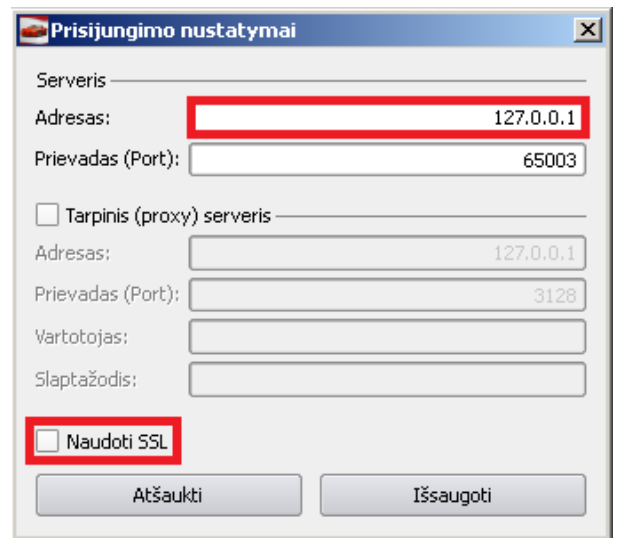 Prisijungimo nustatymai
Serveris
Adresas: 127.0.0.1
Prievadas (Port): 65003
Tarpinis (proxy) serveris
Adresas: 127.0.0.1
Prievadas (Port): 3128
Vartotojas:
Slaptažodis:
Naudoti SSL
Atšaukti Išsaugoti